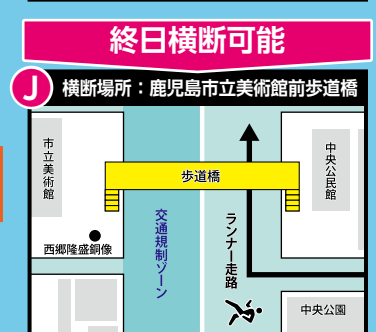 終日横断可能
J 横断場所：鹿児島市立美術館前歩道橋
市立美術館
中央公民館
歩道橋
交通規制ゾーン
ランナー走路
西郷隆盛銅像
中央公園